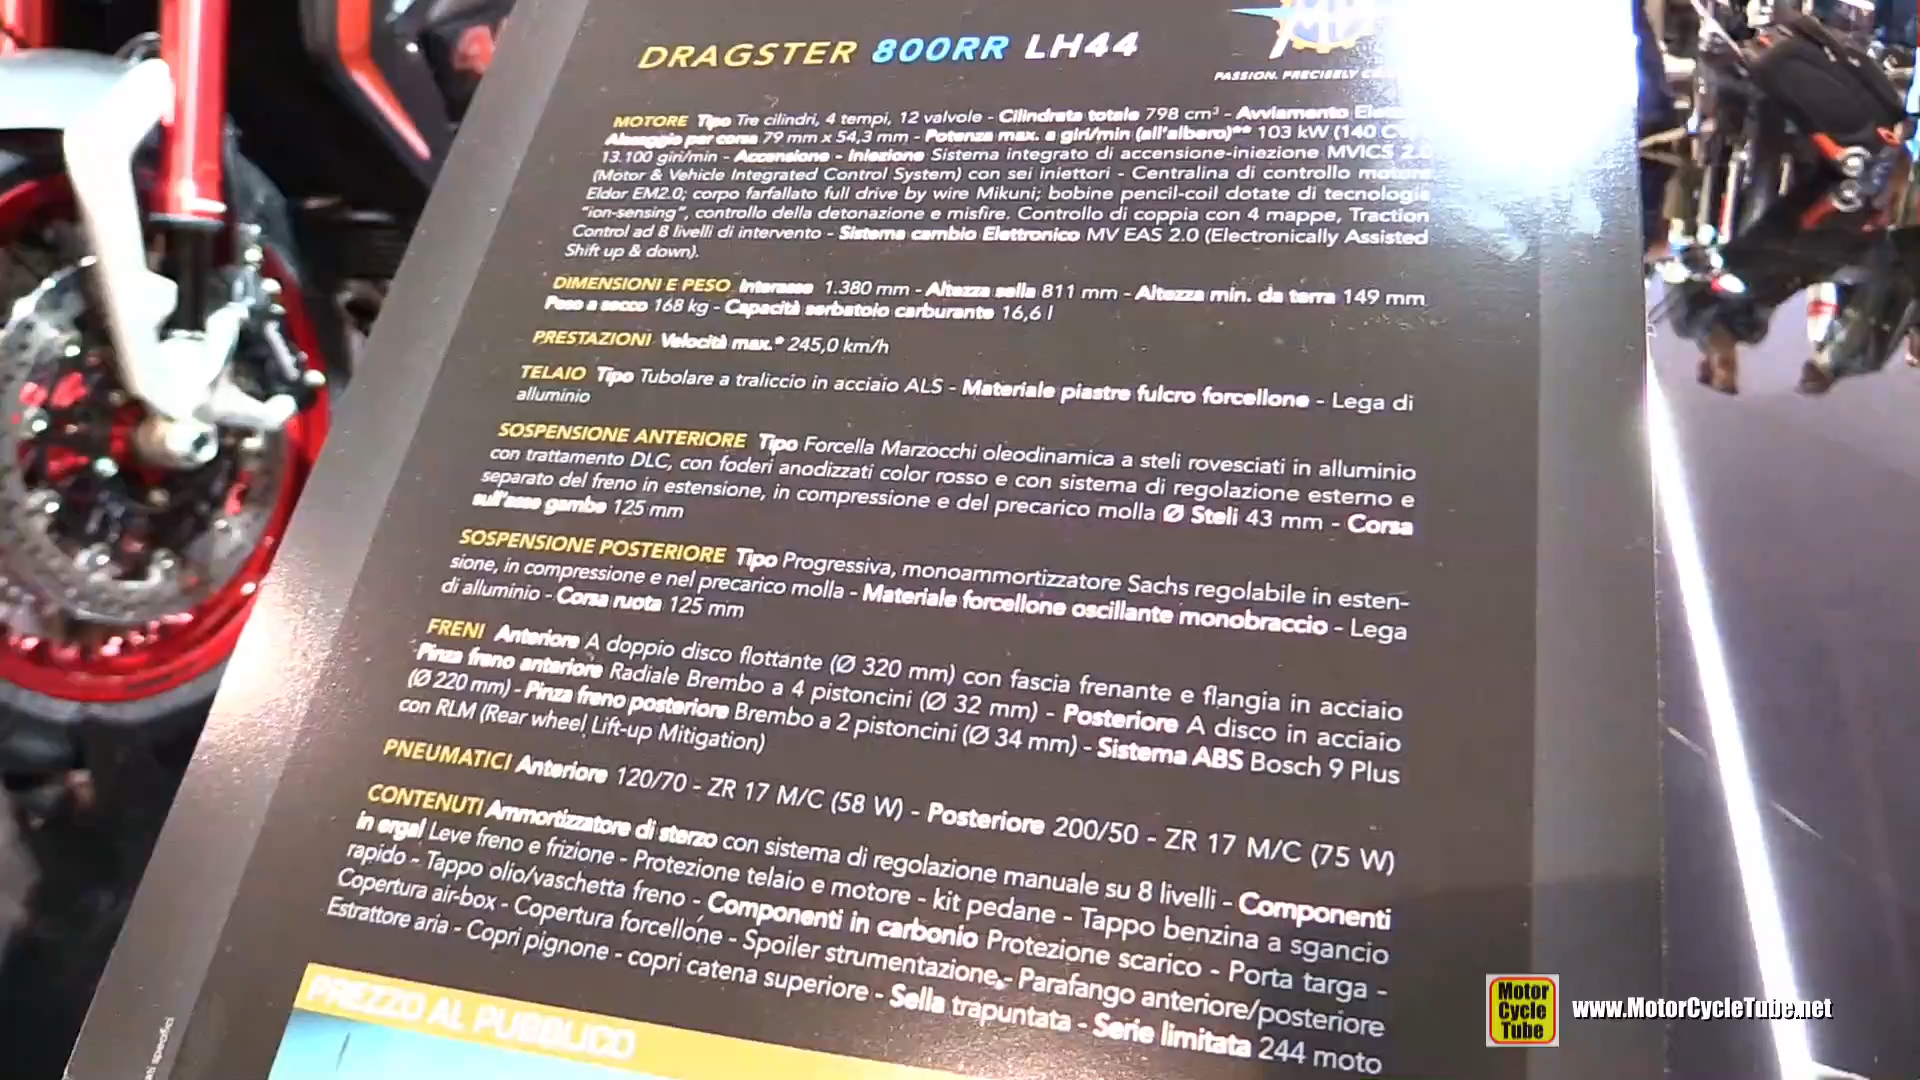 DRAGSTER 800RR LH44
PASSION. PRECISELY
MOTORE Tipo Tre cilindri, 4 tempi, 12 valvole - Cilindrata totale 798 cm³ - Avviamento
Alesaggio per corsa 79 mm x 54,3 mm - Potenza max. a giri/min (all'albero)** 103 kW (140
13.100 giri/min - Accensione - Iniezione Sistema integrato di accensione-iniezione MVICS 2.0
(Motor & Vehicle Integrated Control System) con sei iniettori - Centralina di controllo motore
Eldor EM2.0; corpo farfallato full drive by wire Mikuni; bobine pencil-coil dotate di tecnologia
"ion-sensing", controllo della detonazione e misfire. Controllo di coppia con 4 mappe, Traction
Control ad 8 livelli di intervento - Sistema cambio Elettronico MV EAS 2.0 (Electronically Assisted
Shift up & down).
DIMENSIONI E PESO Interasse 1.380 mm - Altezza sella 811 mm - Altezza min. da terra 149 mm
Peso a secco 168 kg - Capacità serbatoio carburante 16,6 l
PRESTAZIONI Velocità max.* 245,0 km/h
TELAIO Tipo Tubolare a traliccio in acciaio ALS - Materiale piastre fulcro forcellone - Lega di
alluminio
SOSPENSIONE ANTERIORE Tipo Forcella Marzocchi oleodinamica a steli rovesciati in alluminio
con trattamento DLC, con foderi anodizzati color rosso e con sistema di regolazione esterno e
separato del freno in estensione, in compressione e del precarico molla Ø Steli 43 mm - Corsa
sull'asse gambe 125 mm
SOSPENSIONE POSTERIORE Tipo Progressiva, monoammortizzatore Sachs regolabile in esten-
sione, in compressione e nel precarico molla - Materiale forcellone oscillante monobraccio - Lega
di alluminio - Corsa ruota 125 mm
FRENI Anteriore A doppio disco flottante (Ø 320 mm) con fascia frenante e flangia in acciaio
Pinza freno anteriore Radiale Brembo a 4 pistoncini (Ø 32 mm) - Posteriore A disco in acciaio
(Ø 220 mm) - Pinza freno posteriore Brembo a 2 pistoncini (Ø 34 mm) - Sistema ABS Bosch 9 Plus
con RLM (Rear wheel Lift-up Mitigation)
PNEUMATICI Anteriore 120/70 - ZR 17 M/C (58 W) - Posteriore 200/50 - ZR 17 M/C (75 W)
CONTENUTI Ammortizzatore di sterzo con sistema di regolazione manuale su 8 livelli - Componenti
in ergal Leve freno e frizione - Protezione telaio e motore - kit pedane - Tappo benzina a sgancio
rapido - Tappo olio/vaschetta freno - Componenti in carbonio Protezione scarico - Porta targa -
Copertura air-box - Copertura forcellone - Spoiler strumentazione - Parafango anteriore/posteriore
Estrattore aria - Copri pignone - copri catena superiore - Sella trapuntata - Serie limitata 244 moto
PREZZO AL PUBBLICO
Motor
Cycle
Tube
www.MotorCycleTube.net